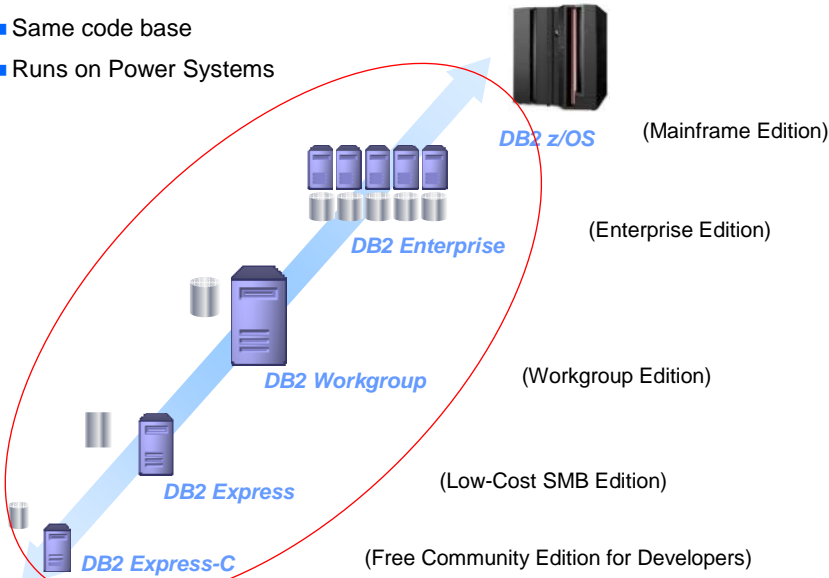 Same code base
Runs on Power Systems
DB2 z/OS (Mainframe Edition)
DB2 Enterprise (Enterprise Edition)
DB2 Workgroup (Workgroup Edition)
DB2 Express (Low-Cost SMB Edition)
DB2 Express-C (Free Community Edition for Developers)